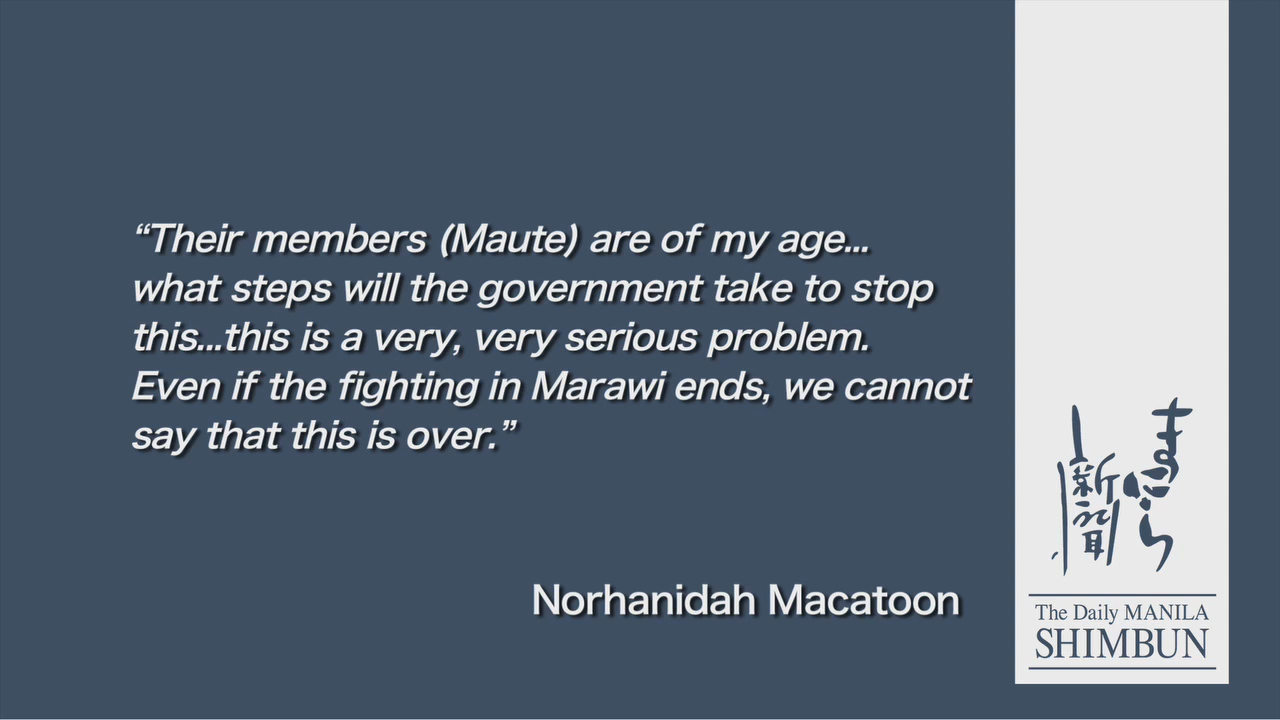 “Their members (Maute) are of my age...
what steps will the government take to stop
this...this is a very, very serious problem.
Even if the fighting in Marawi ends, we cannot
say that this is over.”
Norhanidah Macatoon
まにら
新聞
The Daily MANILA
SHIMBUN